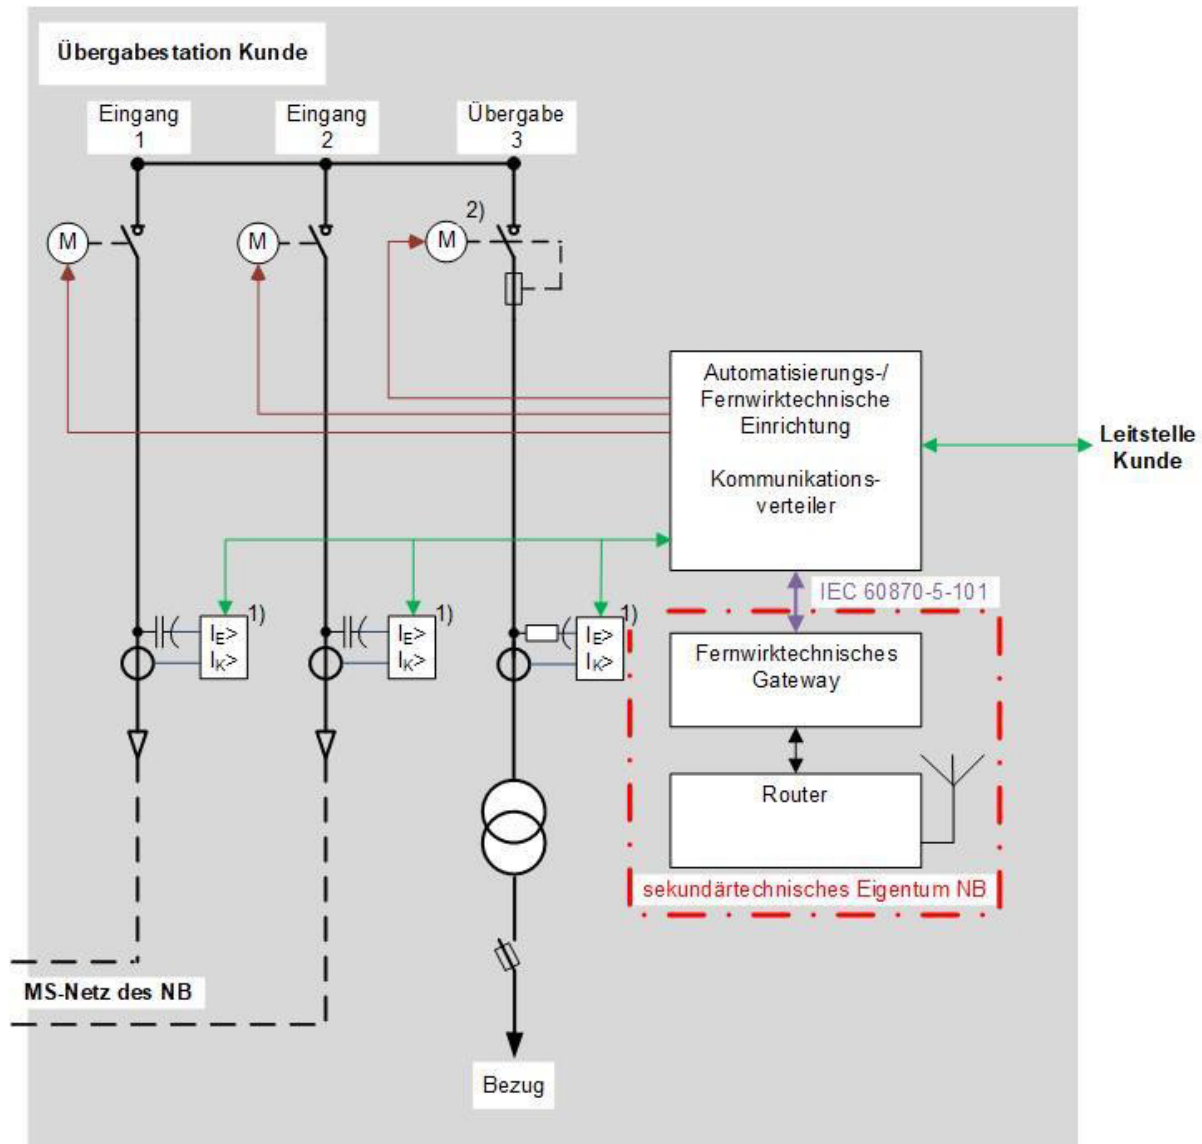 Übergabestation Kunde
Eingang
1
Eingang
2
Übergabe
3
M
M
M
2)
Automatisierungs-/
Fernwirktechnische
Einrichtung
Kommunikations-
verteiler
Leitstelle
Kunde
IEC 60870-5-101
1)
IE>
IK>
1)
IE>
IK>
1)
IE>
IK>
Fernwirktechnisches
Gateway
Router
sekundärtechnisches Eigentum NB
MS-Netz des NB
Bezug